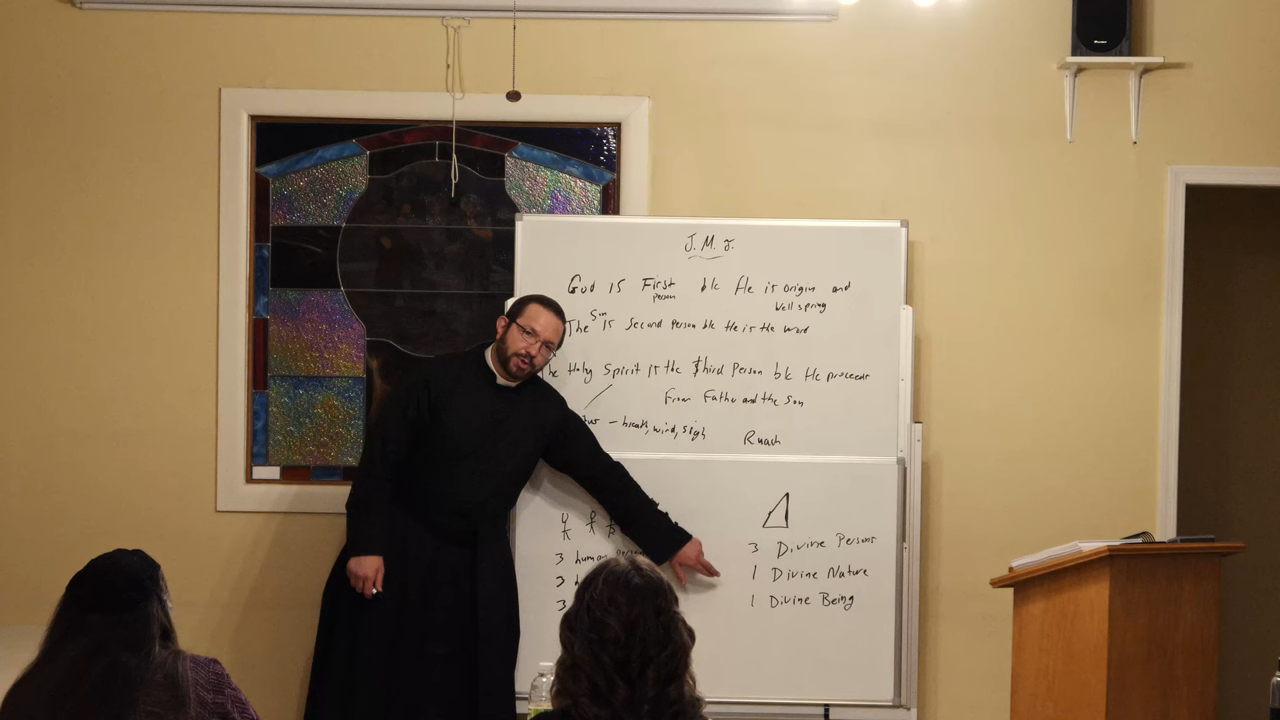 J. M. J.
God is First person b/c He is origin and Well spring
The Son is Second Person b/c He is the Word
The Holy Spirit is the Third Person b/c He proceeds
From Father and the Son
– breath, wind, sigh Ruach
3 human persons
3
3
3 Divine Persons
1 Divine Nature
1 Divine Being